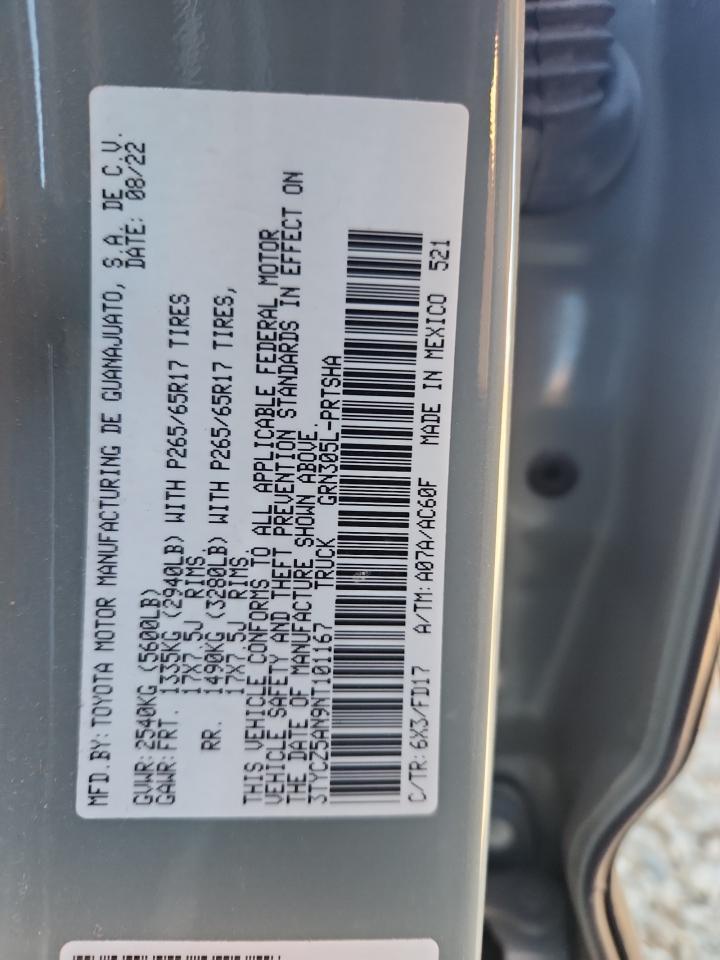 MFD.BY: TOYOTA MOTOR MANUFACTURING DE GUANAJUATO, S.A. DE C.V.
DATE: 08/22
GVWR: 2540KG (5600LB)
GAWR: FRT. 1335KG (2940LB) WITH P265/65R17 TIRES
17X7.5J RIMS.
RR. 1490KG (3280LB) WITH P265/65R17 TIRES,
17X7.5J RIMS.
THIS VEHICLE CONFORMS TO ALL APPLICABLE FEDERAL MOTOR
VEHICLE SAFETY AND THEFT PREVENTION STANDARDS IN EFFECT ON
THE DATE OF MANUFACTURE SHOWN ABOVE.
3TYCZ5AN9NT101167 TRUCK GRN305L-PRTSHA
C/TR: 6X3/FD17 A/TM: A07A/AC60F MADE IN MEXICO 521